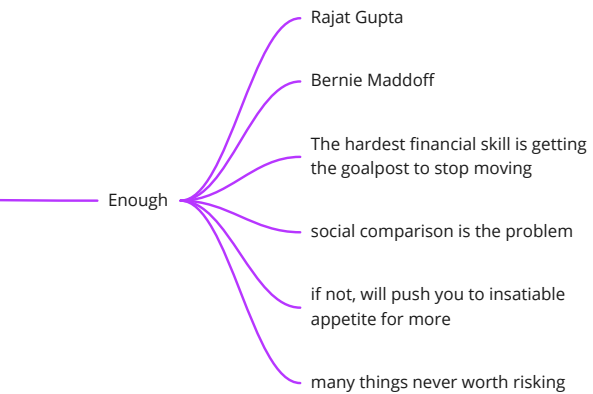 Rajat Gupta
Bernie Maddoff
The hardest financial skill is getting
the goalpost to stop moving
Enough
social comparison is the problem
if not, will push you to insatiable
appetite for more
many things never worth risking